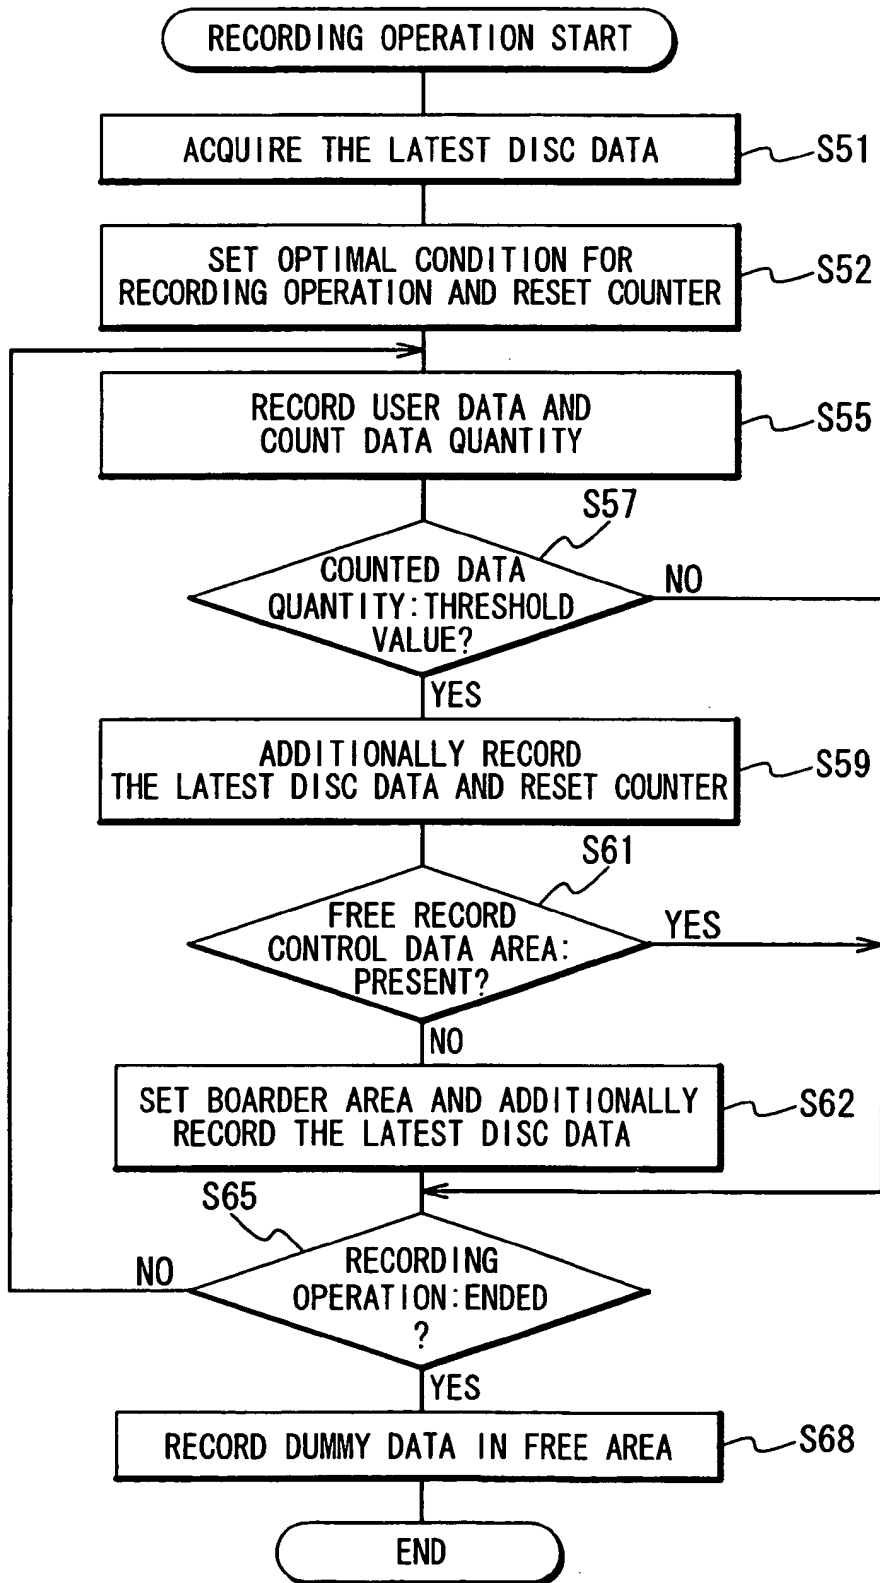 RECORDING OPERATION START
ACQUIRE THE LATEST DISC DATA
S51
SET OPTIMAL CONDITION FOR
RECORDING OPERATION AND RESET COUNTER
S52
RECORD USER DATA AND
COUNT DATA QUANTITY
S55
S57
COUNTED DATA
QUANTITY:THRESHOLD
VALUE?
NO
YES
ADDITIONALLY RECORD
THE LATEST DISC DATA AND RESET COUNTER
S59
S61
FREE RECORD
CONTROL DATA AREA:
PRESENT?
YES
NO
SET BOARDER AREA AND ADDITIONALLY
RECORD THE LATEST DISC DATA
S62
S65
RECORDING
OPERATION:ENDED
?
NO
YES
RECORD DUMMY DATA IN FREE AREA
S68
END